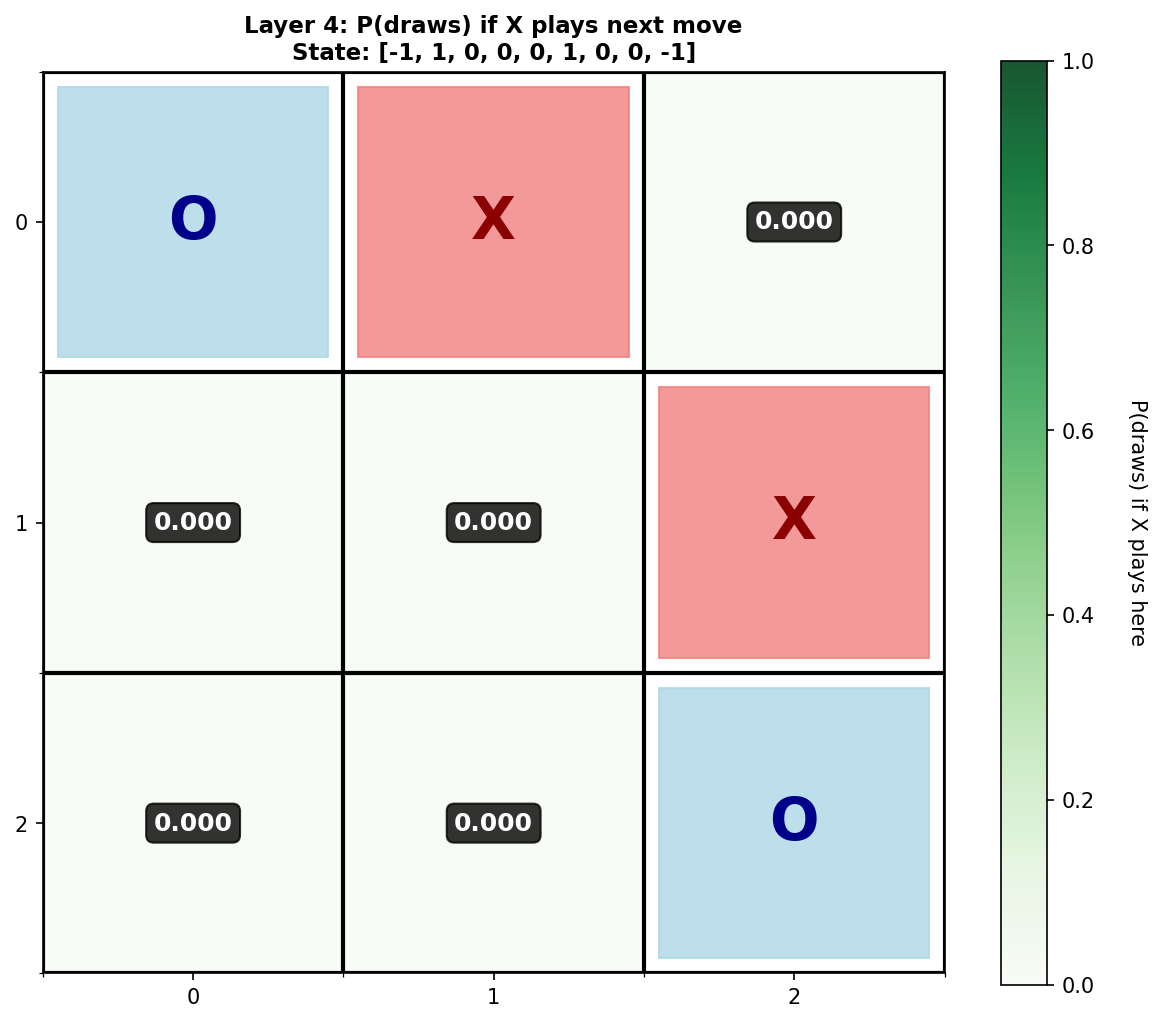 Layer 4: P(draws) if X plays next move
State: [-1, 1, 0, 0, 0, 1, 0, 0, -1]
O
X
0.000
0.000
0.000
X
0.000
0.000
O
0
1
2
0
1
2
1.0
0.8
0.6
0.4
0.2
0.0
P(draws) if X plays here